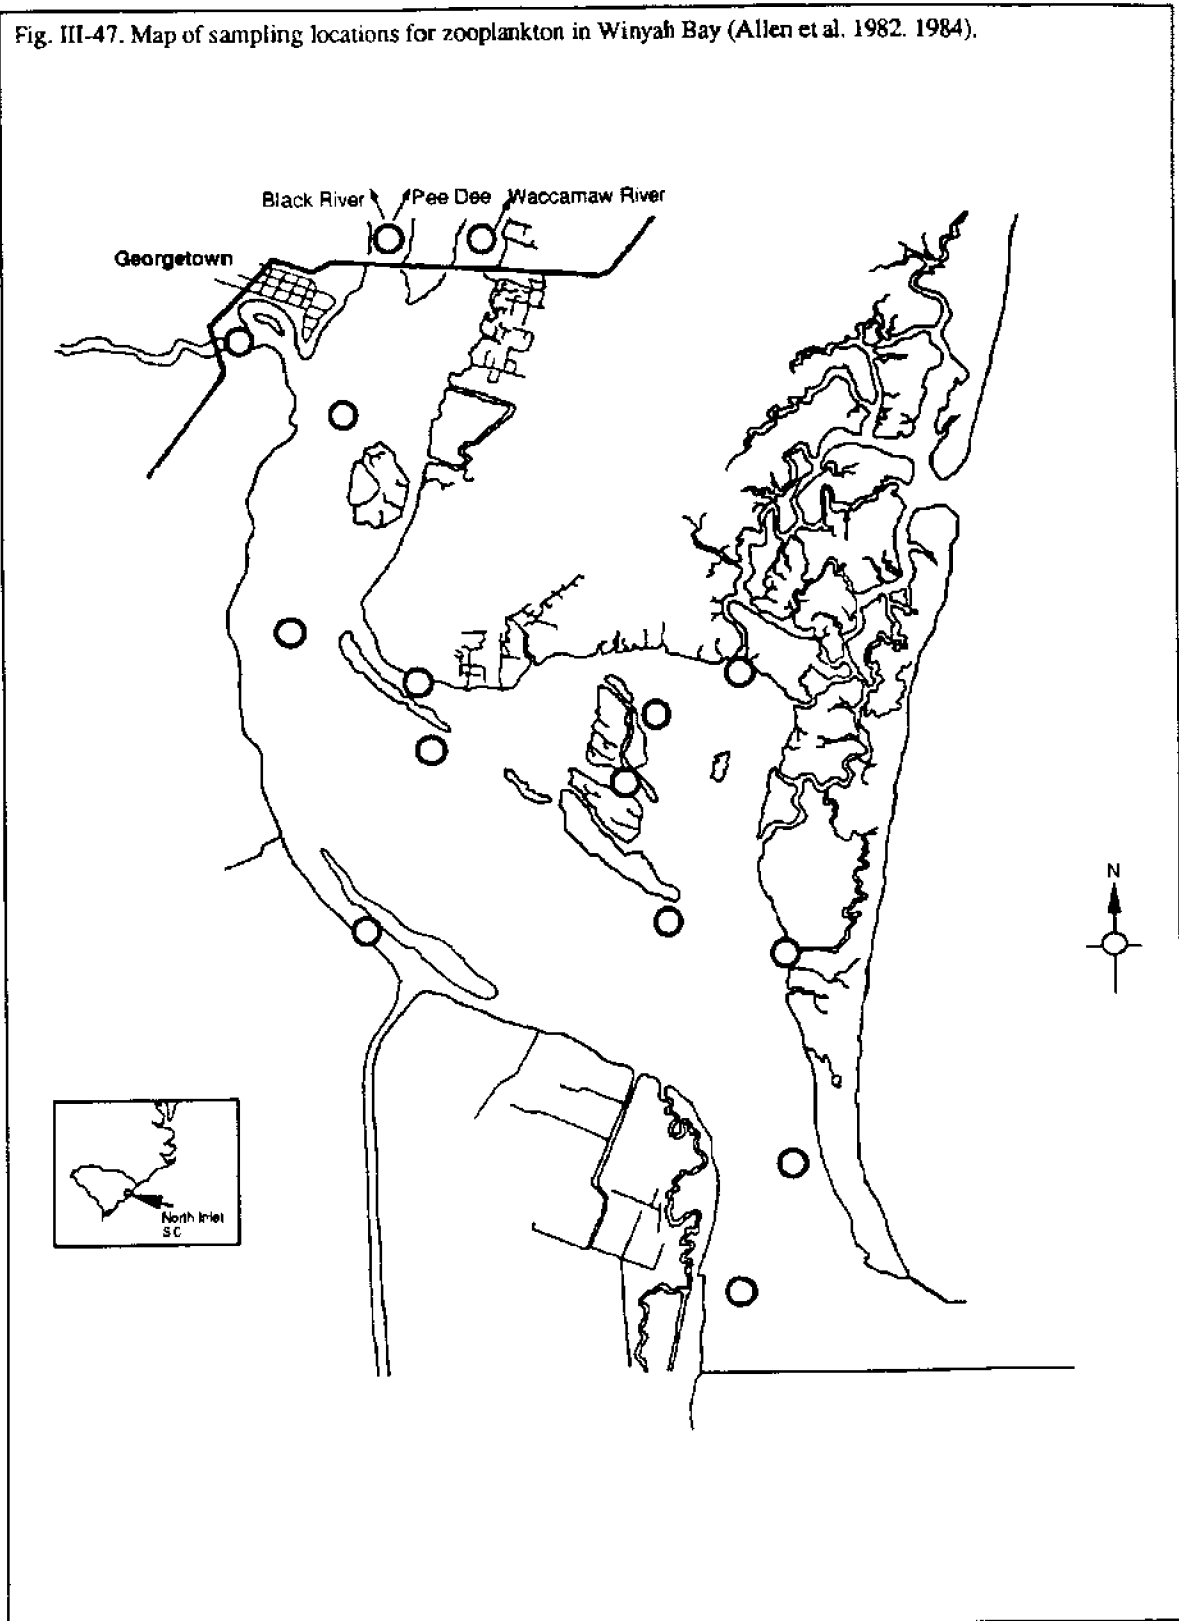 Fig. III-47. Map of sampling locations for zooplankton in Winyah Bay (Allen et al. 1982. 1984).
Black River Pee Dee Waccamaw River
Georgetown
N
North Inlet
SC